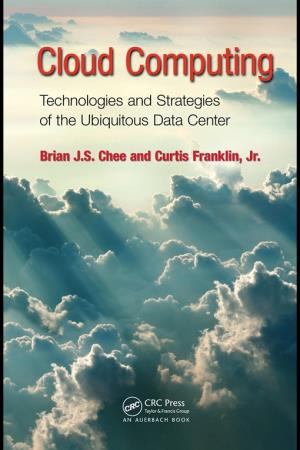 Cloud Computing
Technologies and Strategies
of the Ubiquitous Data Center
Brian J.S. Chee and Curtis Franklin, Jr.
CRC
CRC Press
Taylor & Francis Group
AN AUERBACH BOOK